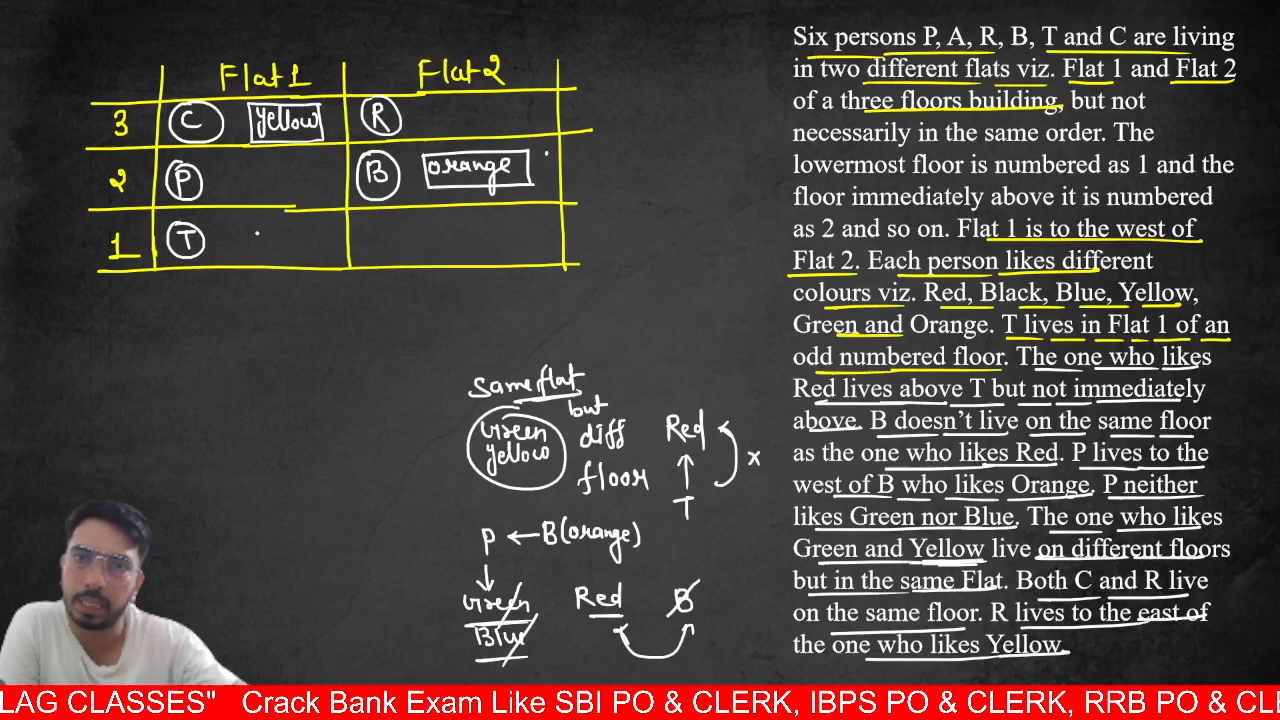 Flat 1 Flat 2
3 C Yellow R
2 P B orange
1 T
Same flat
but
Green
Yellow
diff
floor
Red
x
T
P ← B(orange)
Green
Blue
Red B
Six persons P, A, R, B, T and C are living
in two different flats viz. Flat 1 and Flat 2
of a three floors building, but not
necessarily in the same order. The
lowermost floor is numbered as 1 and the
floor immediately above it is numbered
as 2 and so on. Flat 1 is to the west of
Flat 2. Each person likes different
colours viz. Red, Black, Blue, Yellow,
Green and Orange. T lives in Flat 1 of an
odd numbered floor. The one who likes
Red lives above T but not immediately
above. B doesn’t live on the same floor
as the one who likes Red. P lives to the
west of B who likes Orange. P neither
likes Green nor Blue. The one who likes
Green and Yellow live on different floors
but in the same Flat. Both C and R live
on the same floor. R lives to the east of
the one who likes Yellow.
LAG CLASSES" Crack Bank Exam Like SBI PO & CLERK, IBPS PO & CLERK, RRB PO & CLE